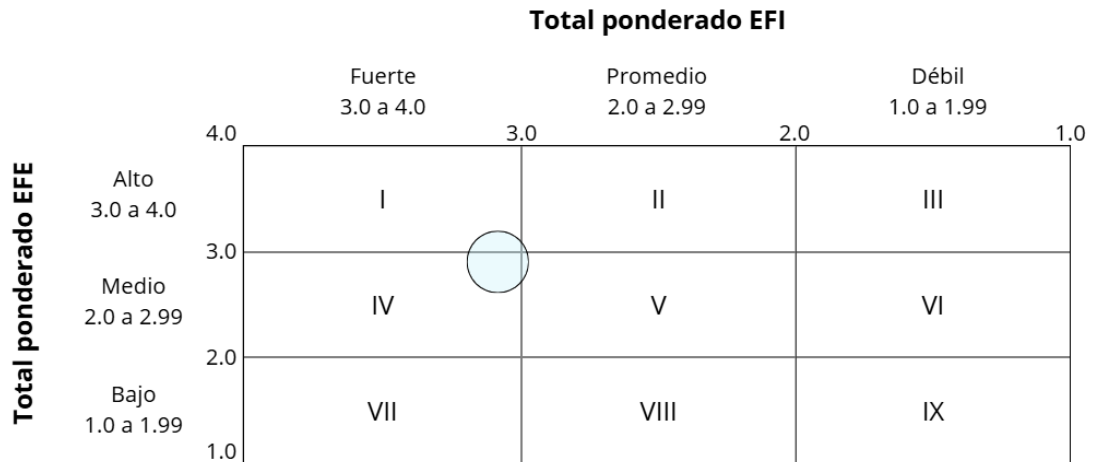 Total ponderado EFI
Fuerte Promedio Débil
3.0 a 4.0 2.0 a 2.99 1.0 a 1.99
4.0 3.0 2.0 1.0
Total ponderado EFE
Alto
3.0 a 4.0
I II III
3.0
Medio
2.0 a 2.99
IV V VI
2.0
Bajo
1.0 a 1.99
VII VIII IX
1.0